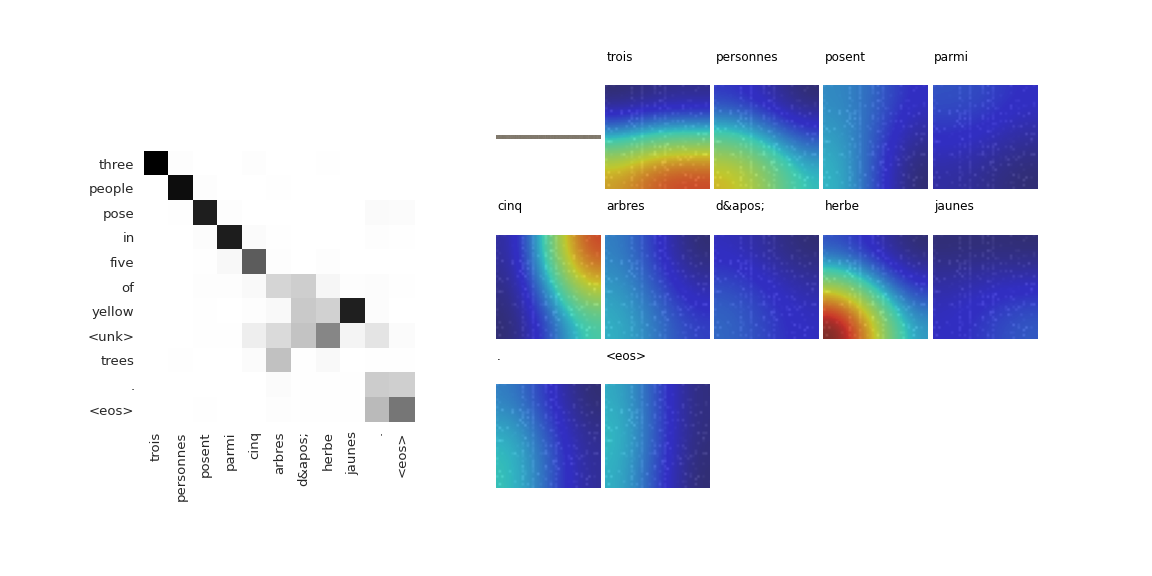 three
people
pose
in
five
of
yellow
<unk>
trees
.
<eos>
trois
personnes
posent
parmi
cinq
arbres
d&apos;
herbe
jaunes
.
<eos>
trois personnes posent parmi
cinq arbres d&apos; herbe jaunes
. <eos>